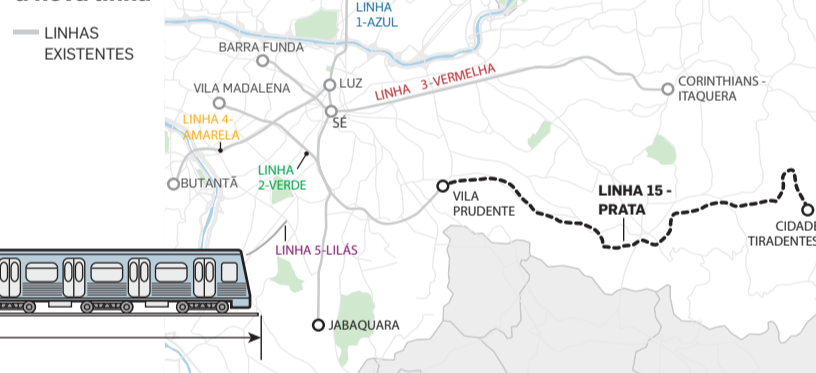 LINHAS
EXISTENTES
LINHA
1-AZUL
BARRA FUNDA
VILA MADALENA
LUZ
LINHA 3-VERMELHA
CORINTHIANS -
ITAQUERA
LINHA 4-
AMARELA
SÉ
LINHA
2-VERDE
BUTANTÃ
VILA
PRUDENTE
LINHA 15 -
PRATA
CIDADE
TIRADENTES
LINHA 5-LILÁS
JABAQUARA